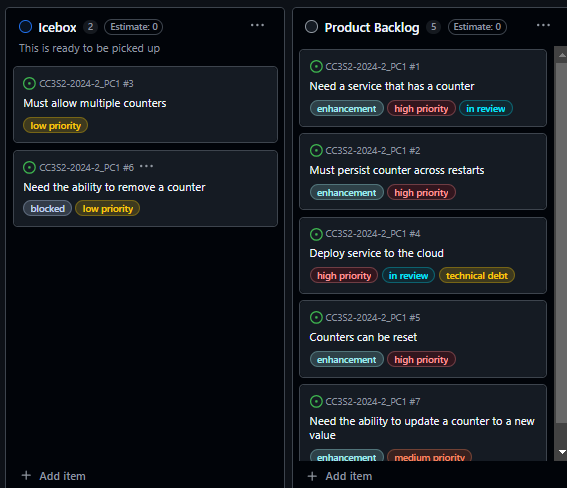 Icebox 2 Estimate: 0 ...
This is ready to be picked up
CC3S2-2024-2_PC1 #3
Must allow multiple counters
low priority
CC3S2-2024-2_PC1 #6 ...
Need the ability to remove a counter
blocked low priority
+ Add item
Product Backlog 5 Estimate: 0 ...
CC3S2-2024-2_PC1 #1
Need a service that has a counter
enhancement high priority in review
CC3S2-2024-2_PC1 #2
Must persist counter across restarts
enhancement high priority
CC3S2-2024-2_PC1 #4
Deploy service to the cloud
high priority in review technical debt
CC3S2-2024-2_PC1 #5
Counters can be reset
enhancement high priority
CC3S2-2024-2_PC1 #7
Need the ability to update a counter to a new
value
enhancement medium priority
+ Add item